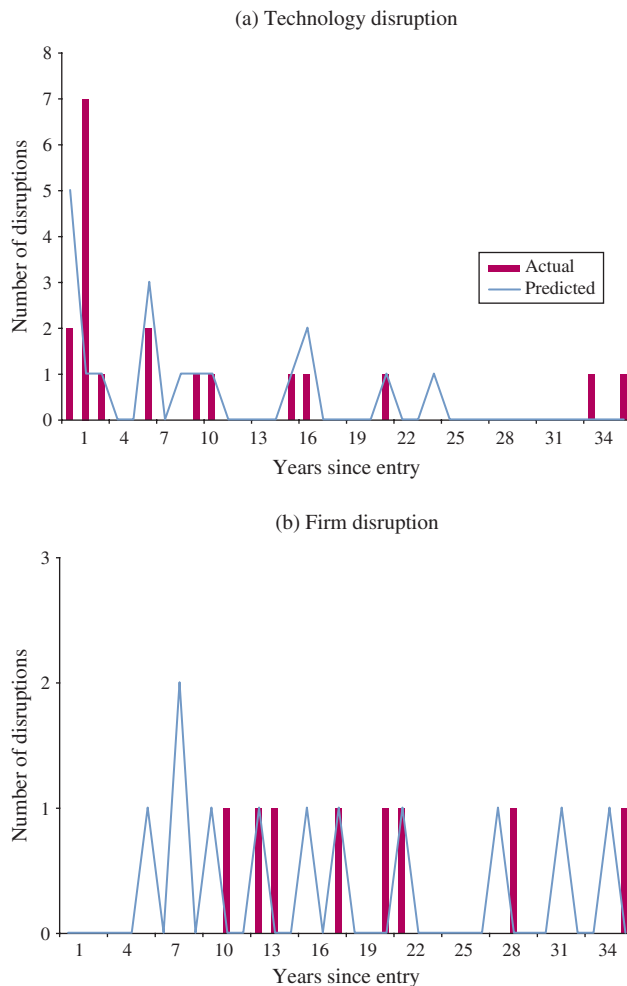 (a) Technology disruption
8
7
6
5
4
3
2
1
0
Number of disruptions
Actual
Predicted
1 4 7 10 13 16 19 22 25 28 31 34
Years since entry
(b) Firm disruption
3
2
1
0
Number of disruptions
1 4 7 10 13 16 19 22 25 28 31 34
Years since entry